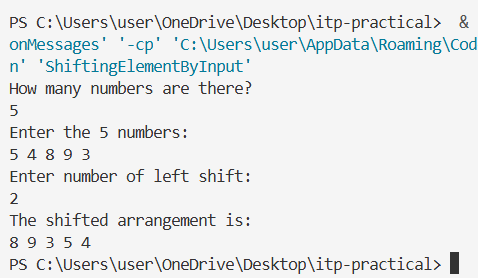 PS C:\Users\user\OneDrive\Desktop\itp-practical>  &
onMessages' '-cp' 'C:\Users\user\AppData\Roaming\Cod
n' 'ShiftingElementByInput'
How many numbers are there?
5
Enter the 5 numbers:
5 4 8 9 3
Enter number of left shift:
2
The shifted arrangement is:
8 9 3 5 4
PS C:\Users\user\OneDrive\Desktop\itp-practical>